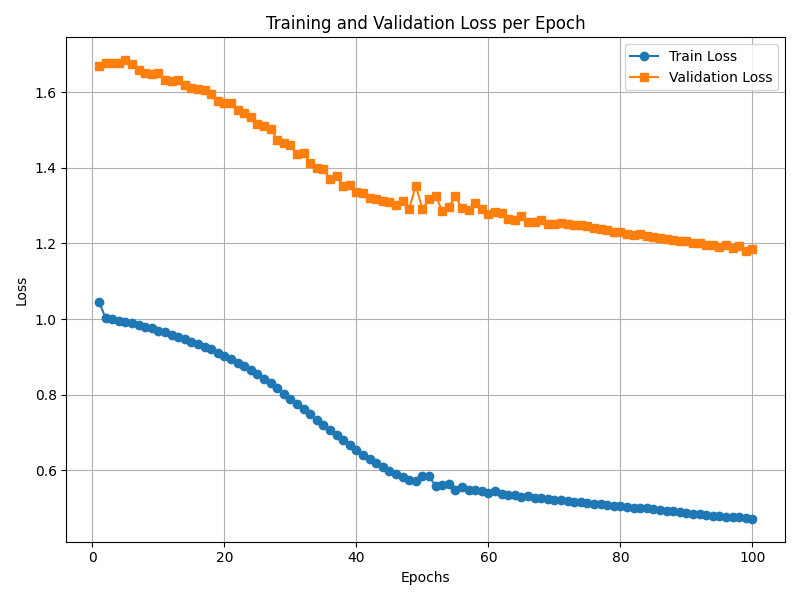 Training and Validation Loss per Epoch
Train Loss
Validation Loss
1.6
1.4
1.2
1.0
0.8
0.6
Loss
0
20
40
60
80
100
Epochs